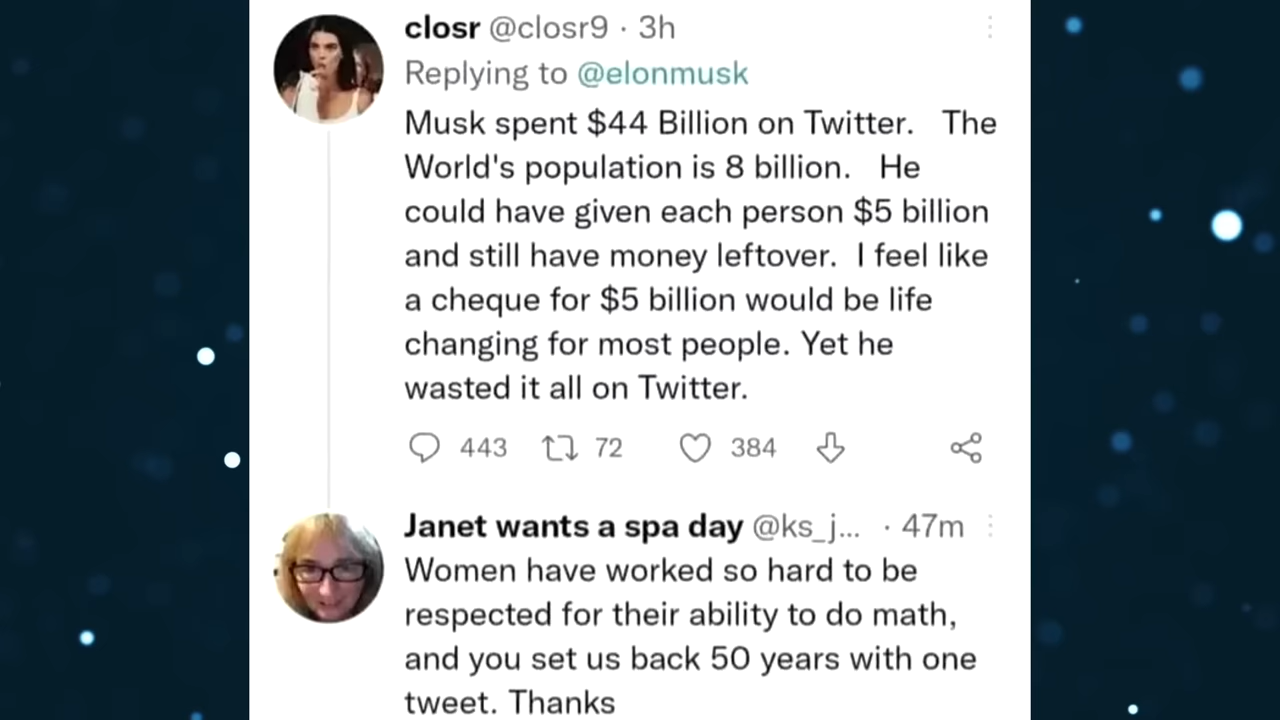 closr @closr9 · 3h
Replying to @elonmusk
Musk spent $44 Billion on Twitter. The
World's population is 8 billion. He
could have given each person $5 billion
and still have money leftover. I feel like
a cheque for $5 billion would be life
changing for most people. Yet he
wasted it all on Twitter.
443 72 384
Janet wants a spa day @ks_j... · 47m
Women have worked so hard to be
respected for their ability to do math,
and you set us back 50 years with one
tweet. Thanks